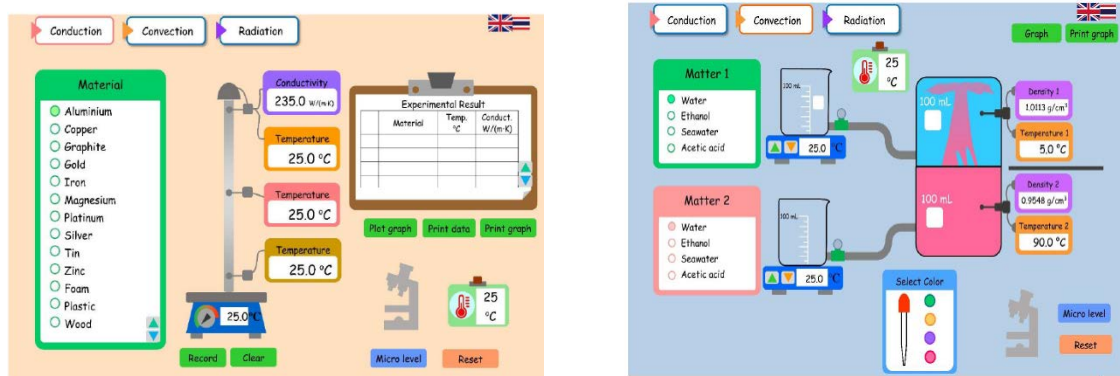 Conduction
Convection
Radiation
Material
Aluminium
Copper
Graphite
Gold
Iron
Magnesium
Platinum
Silver
Tin
Zinc
Foam
Plastic
Wood
Conductivity
235.0 W/(m·K)
Temperature
25.0 °C
Temperature
25.0 °C
Temperature
25.0 °C
25.0°C
Record
Clear
Experimental Result
Material
Temp. °C
Conduct. W/(m·K)
Plot graph
Print data
Print graph
25
°C
Micro level
Reset
Conduction
Convection
Radiation
Graph
Print graph
25
°C
Matter 1
Water
Ethanol
Seawater
Acetic acid
100 mL
25.0 °C
100 mL
Density 1
1.0113 g/cm³
Temperature 1
5.0 °C
Matter 2
Water
Ethanol
Seawater
Acetic acid
100 mL
25.0 °C
100 mL
Density 2
0.9548 g/cm³
Temperature 2
90.0 °C
Select Color
Micro level
Reset